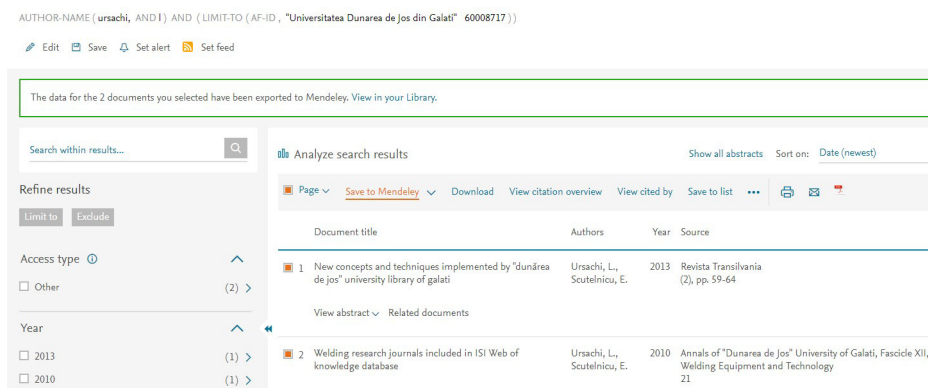 AUTHOR-NAME ( ursachi, AND l ) AND ( LIMIT-TO ( AF-ID , "Universitatea Dunarea de Jos din Galati" 60008717 ) )
Edit Save Set alert Set feed
The data for the 2 documents you selected have been exported to Mendeley. View in your Library.
Search within results...
Analyze search results
Show all abstracts Sort on: Date (newest)
Refine results
Page Save to Mendeley Download View citation overview View cited by Save to list •••
Limit to Exclude
Document title Authors Year Source
Access type
Other (2)
1 New concepts and techniques implemented by "dunărea Ursachi, L., 2013 Revista Transilvania
de jos" university library of galati Scutelnicu, E. (2), pp. 59-64
View abstract Related documents
Year
2013 (1)
2010 (1)
2 Welding research journals included in ISI Web of Ursachi, L., 2010 Annals of "Dunarea de Jos" University of Galati, Fascicle XII,
knowledge database Scutelnicu, E. Welding Equipment and Technology
21